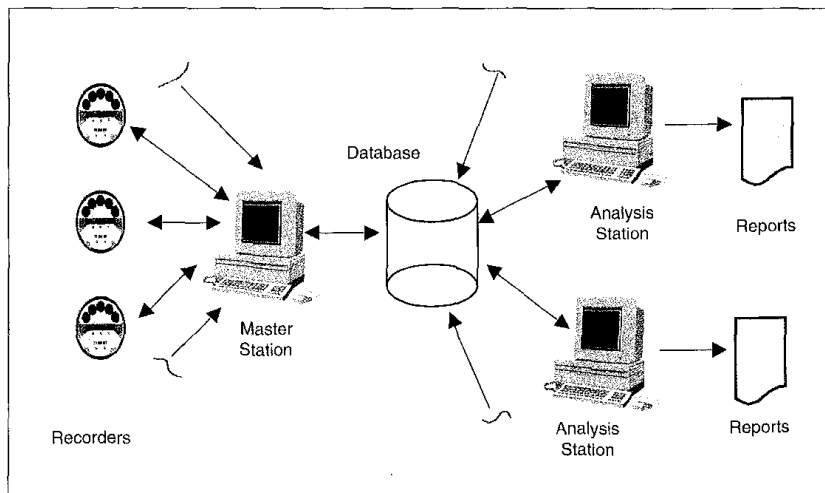 Database
Analysis
Station
Reports
Master
Station
Analysis
Station
Reports
Recorders